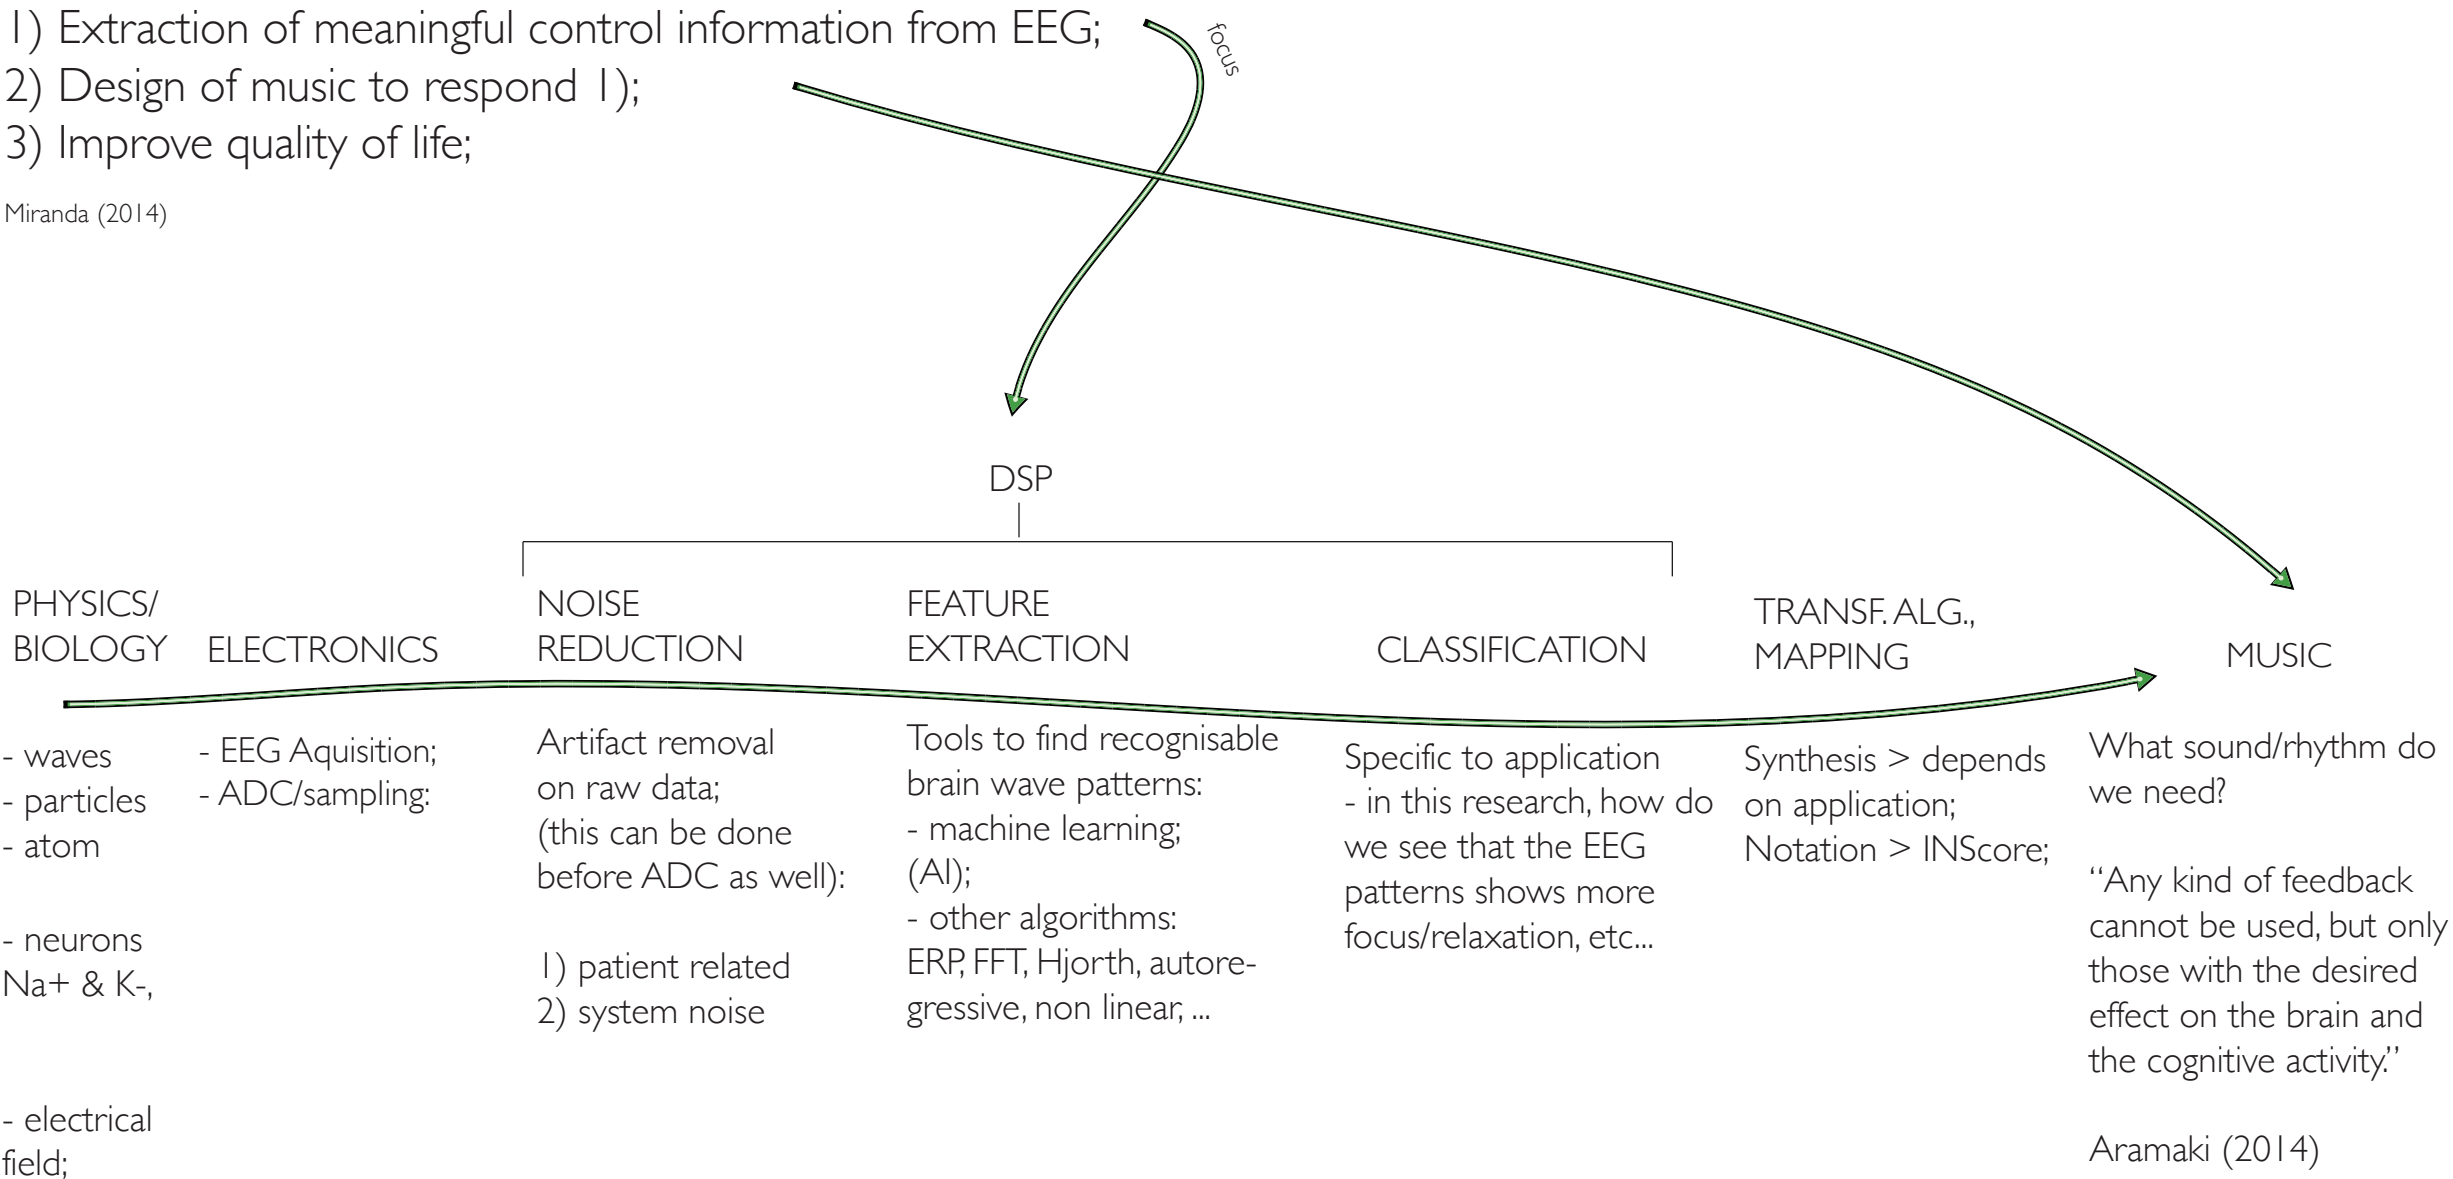 1) Extraction of meaningful control information from EEG;
focus
2) Design of music to respond 1);
3) Improve quality of life;
Miranda (2014)
DSP
PHYSICS/
BIOLOGY
ELECTRONICS
NOISE
REDUCTION
FEATURE
EXTRACTION
CLASSIFICATION
TRANSF. ALG.,
MAPPING
MUSIC
- waves
- particles
- atom
- neurons
Na+ & K-,
- electrical
field;
- EEG Aquisition;
- ADC/sampling:
Artifact removal
on raw data;
(this can be done
before ADC as well):
1) patient related
2) system noise
Tools to find recognisable
brain wave patterns:
- machine learning;
(AI);
- other algorithms:
ERP, FFT, Hjorth, autore-
gressive, non linear, ...
Specific to application
- in this research, how do
we see that the EEG
patterns shows more
focus/relaxation, etc...
Synthesis > depends
on application;
Notation > INScore;
What sound/rhythm do
we need?
“Any kind of feedback
cannot be used, but only
those with the desired
effect on the brain and
the cognitive activity.”
Aramaki (2014)